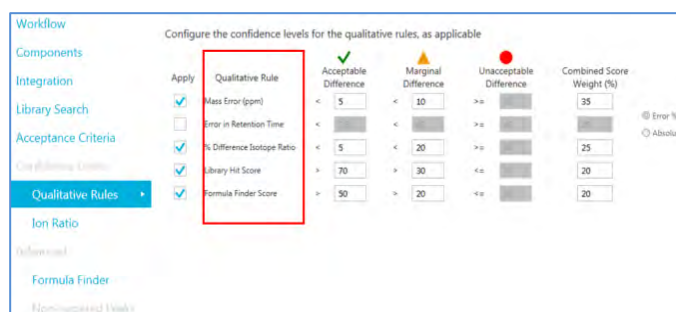 Workflow
Configure the confidence levels for the qualitative rules, as applicable
Components
Integration
Library Search
Acceptance Criteria
Confidence Limits
Qualitative Rules
Ion Ratio
Advanced
Formula Finder
Apply Qualitative Rule Acceptable Difference Marginal Difference Unacceptable Difference Combined Score Weight (%)
Mass Error (ppm) < 5 < 10 >= 35
Error in Retention Time < < >=
% Difference Isotope Ratio < 5 < 20 >= 25
Library Hit Score > 70 > 30 <= 20
Formula Finder Score > 50 > 20 <= 20
Error %
Absolu